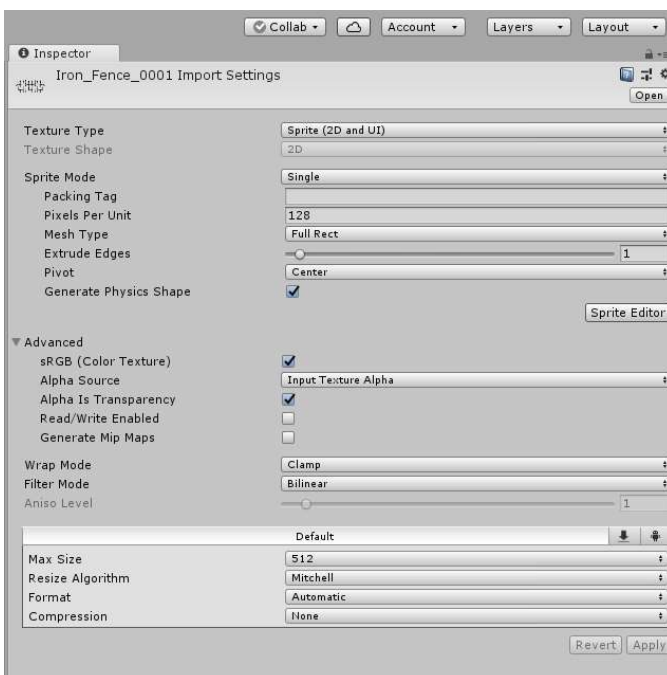 Collab
Account
Layers
Layout
Inspector
Iron_Fence_0001 Import Settings
Open
Texture Type Sprite (2D and UI)
Texture Shape 2D
Sprite Mode Single
Packing Tag
Pixels Per Unit 128
Mesh Type Full Rect
Extrude Edges 1
Pivot Center
Generate Physics Shape
Sprite Editor
Advanced
sRGB (Color Texture)
Alpha Source Input Texture Alpha
Alpha Is Transparency
Read/Write Enabled
Generate Mip Maps
Wrap Mode Clamp
Filter Mode Bilinear
Aniso Level 1
Default
Max Size 512
Resize Algorithm Mitchell
Format Automatic
Compression None
Revert Apply